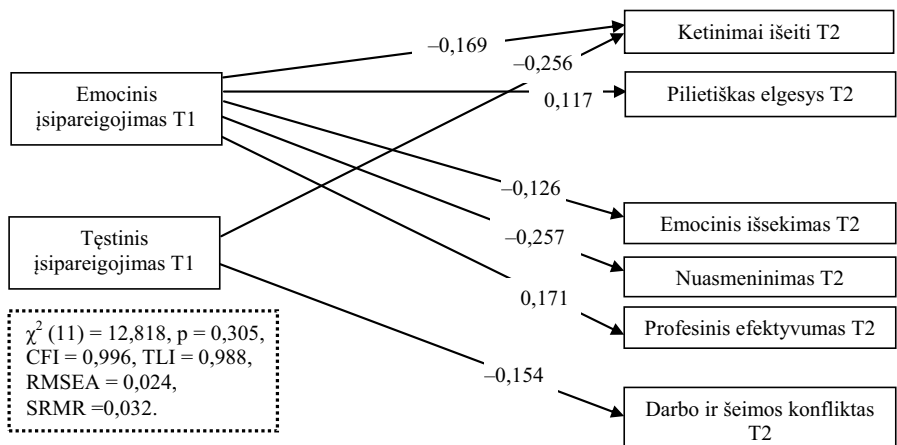 Ketinimai išeiti T2
–0,169
–0,256
Emocinis
įsipareigojimas T1
0,117
Pilietiškas elgesys T2
–0,126
Emocinis išsekimas T2
Tęstinis
įsipareigojimas T1
–0,257
Nuasmeninimas T2
0,171
Profesinis efektyvumas T2
χ² (11) = 12,818, p = 0,305,
CFI = 0,996, TLI = 0,988,
RMSEA = 0,024,
SRMR =0,032.
–0,154
Darbo ir šeimos konfliktas
T2